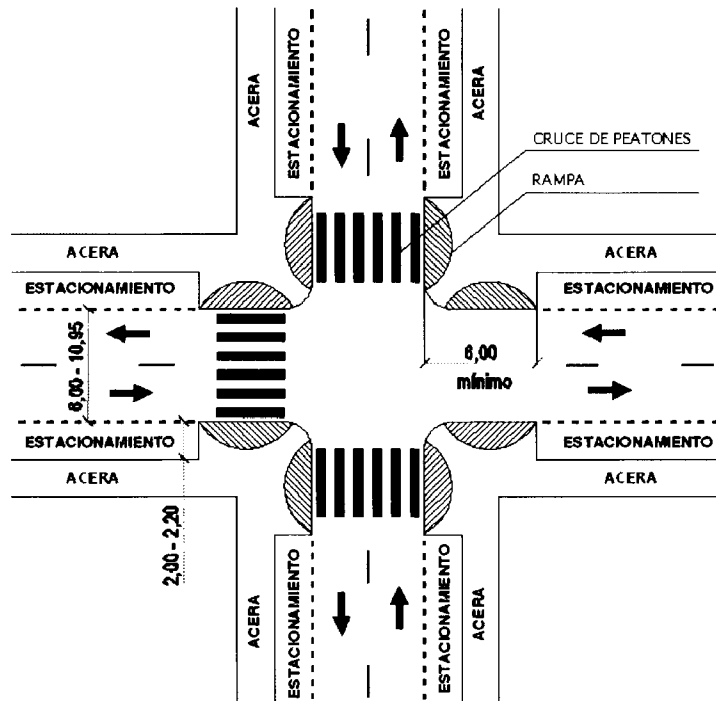 ACERA
ESTACIONAMIENTO
ESTACIONAMIENTO
ACERA
CRUCE DE PEATONES
RAMPA
ACERA
ACERA
ESTACIONAMIENTO
ESTACIONAMIENTO
6,00 - 10,95
6,00
mínimo
ESTACIONAMIENTO
ESTACIONAMIENTO
ACERA
ACERA
2,00 - 2,20
ACERA
ESTACIONAMIENTO
ESTACIONAMIENTO
ACERA